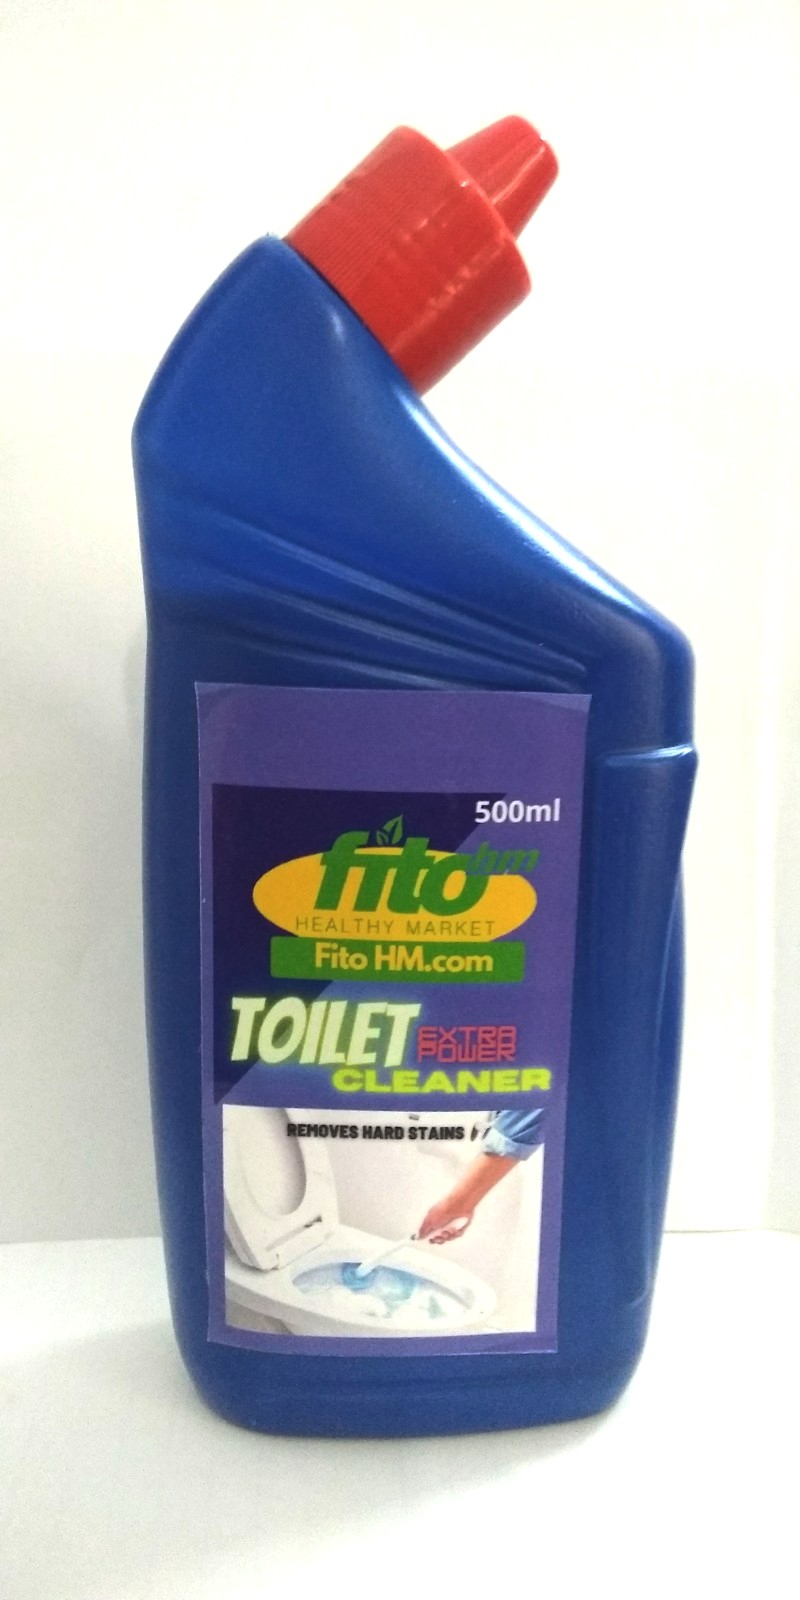 500ml
fito hm
HEALTHY MARKET
Fito HM.com
TOILET EXTRA
POWER
CLEANER
REMOVES HARD STAINS